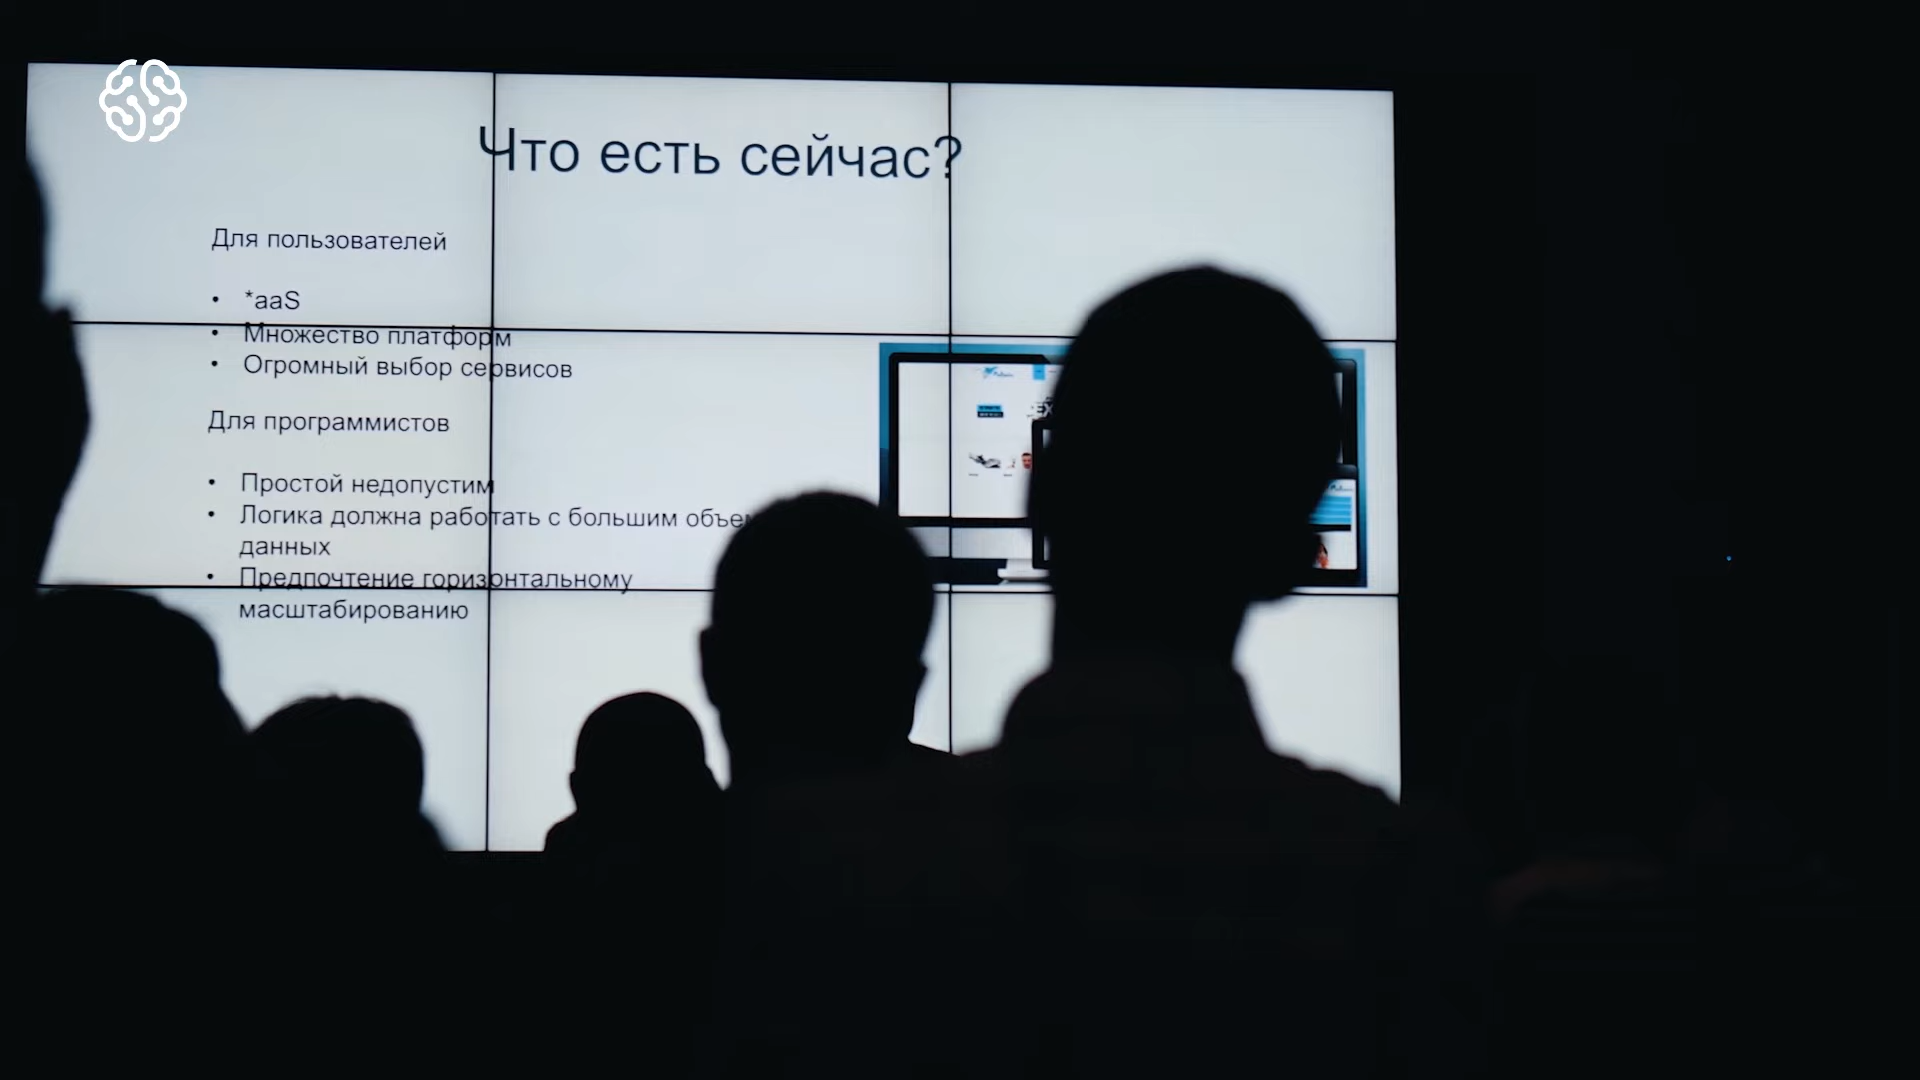 Что есть сейчас?
Для пользователей
• *aaS
• Множество платформ
• Огромный выбор сервисов
Для программистов
• Простой недопустим
• Логика должна работать с большим
данных
• Предпочтение горизонтальному
масштабированию